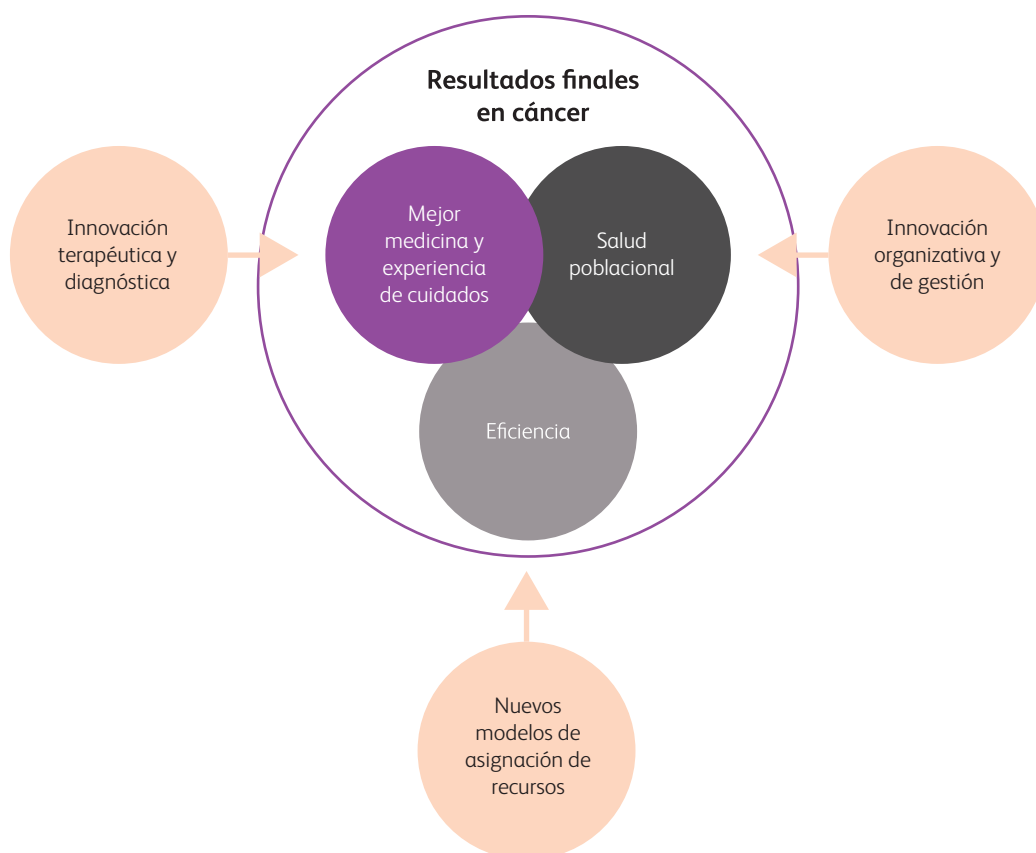 Resultados finales
en cáncer
Innovación
terapéutica y
diagnóstica
Mejor
medicina y
experiencia
de cuidados
Salud
poblacional
Innovación
organizativa y
de gestión
Eficiencia
Nuevos
modelos de
asignación de
recursos